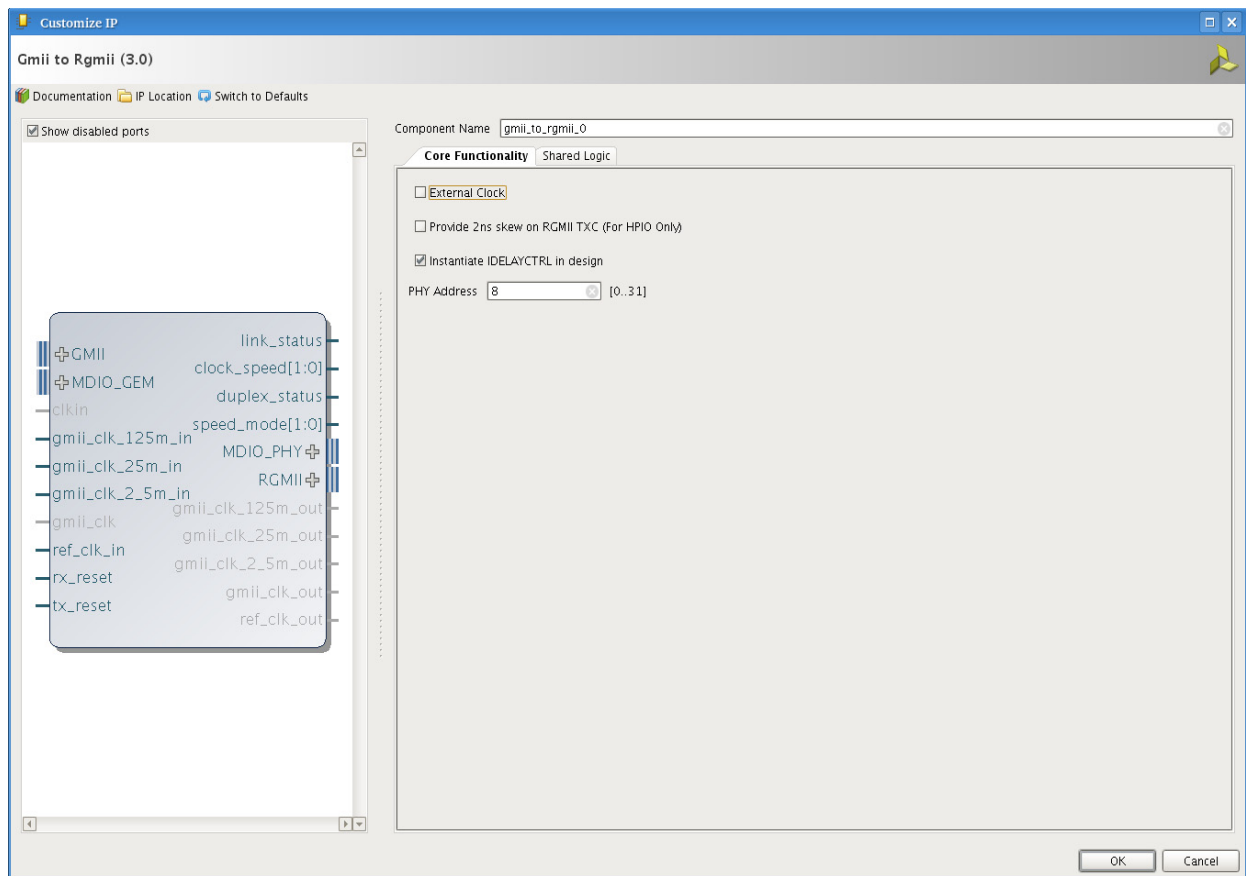 Customize IP
Gmii to Rgmii (3.0)
Documentation IP Location Switch to Defaults
Show disabled ports
GMII
MDIO_GEM
clkin
gmii_clk_125m_in
gmii_clk_25m_in
gmii_clk_2_5m_in
gmii_clk
ref_clk_in
rx_reset
tx_reset
link_status
clock_speed[1:0]
duplex_status
speed_mode[1:0]
MDIO_PHY
RGMII
gmii_clk_125m_out
gmii_clk_25m_out
gmii_clk_2_5m_out
gmii_clk_out
ref_clk_out
Component Name gmii_to_rgmii_0
Core Functionality Shared Logic
External Clock
Provide 2ns skew on RGMII TXC (For HPIO Only)
Instantiate IDELAYCTRL in design
PHY Address 8 [0..31]
OK Cancel